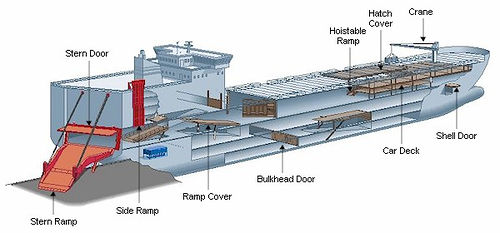 Stern Door
Hoistable
Ramp
Hatch
Cover
Crane
Shell Door
Car Deck
Bulkhead Door
Ramp Cover
Side Ramp
Stern Ramp